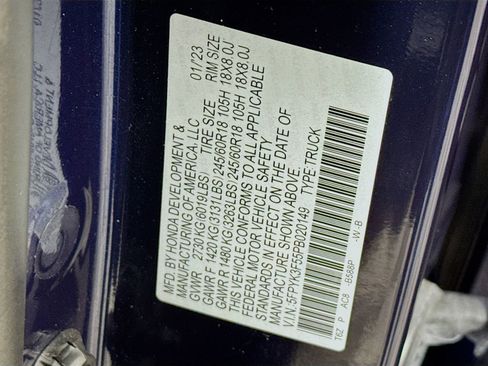 MFD. BY HONDA DEVELOPMENT &
MANUFACTURING OF AMERICA, LLC 01/'23
GVWR 2730 KG(6019LBS) TIRE SIZE RIM SIZE
GAWR F 1420 KG(3131LBS) 245/60R18 105H 18X8.0J
GAWR R 1480 KG(3263LBS) 245/60R18 105H 18X8.0J
THIS VEHICLE CONFORMS TO ALL APPLICABLE
FEDERAL MOTOR VEHICLE SAFETY
STANDARDS IN EFFECT ON THE DATE OF
MANUFACTURE SHOWN ABOVE.
V.I.N. 5FPYK3F55PB020149 TYPE:TRUCK
T6Z P KC8 -B588P -W-B